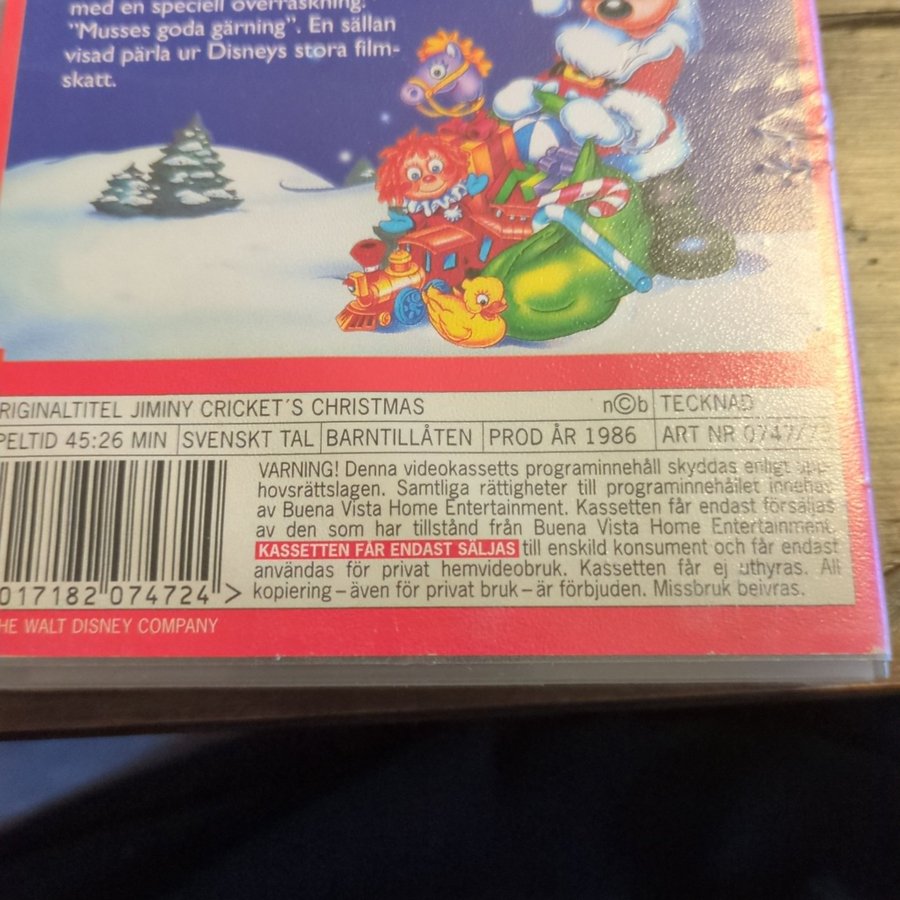 med en speciell överraskning:
"Musses goda gärning". En sällan
visad pärla ur Disneys stora film-
skatt.
RIGINALTITEL JIMINY CRICKET´S CHRISTMAS n©b TECKNAD
PELTID 45:26 MIN SVENSKT TAL BARNTILLÅTEN PROD ÅR 1986 ART NR 0747/
VARNING! Denna videokassetts programinnehåll skyddas enligt upp-
hovsrättslagen. Samtliga rättigheter till programinnehållet innehas
av Buena Vista Home Entertainment. Kassetten får endast försäljas
av den som har tillstånd från Buena Vista Home Entertainment.
KASSETTEN FÅR ENDAST SÄLJAS till enskild konsument och får endast
användas för privat hemvideobruk. Kassetten får ej uthyras. All
kopiering – även för privat bruk – är förbjuden. Missbruk beivras.
017182 074724 >
HE WALT DISNEY COMPANY